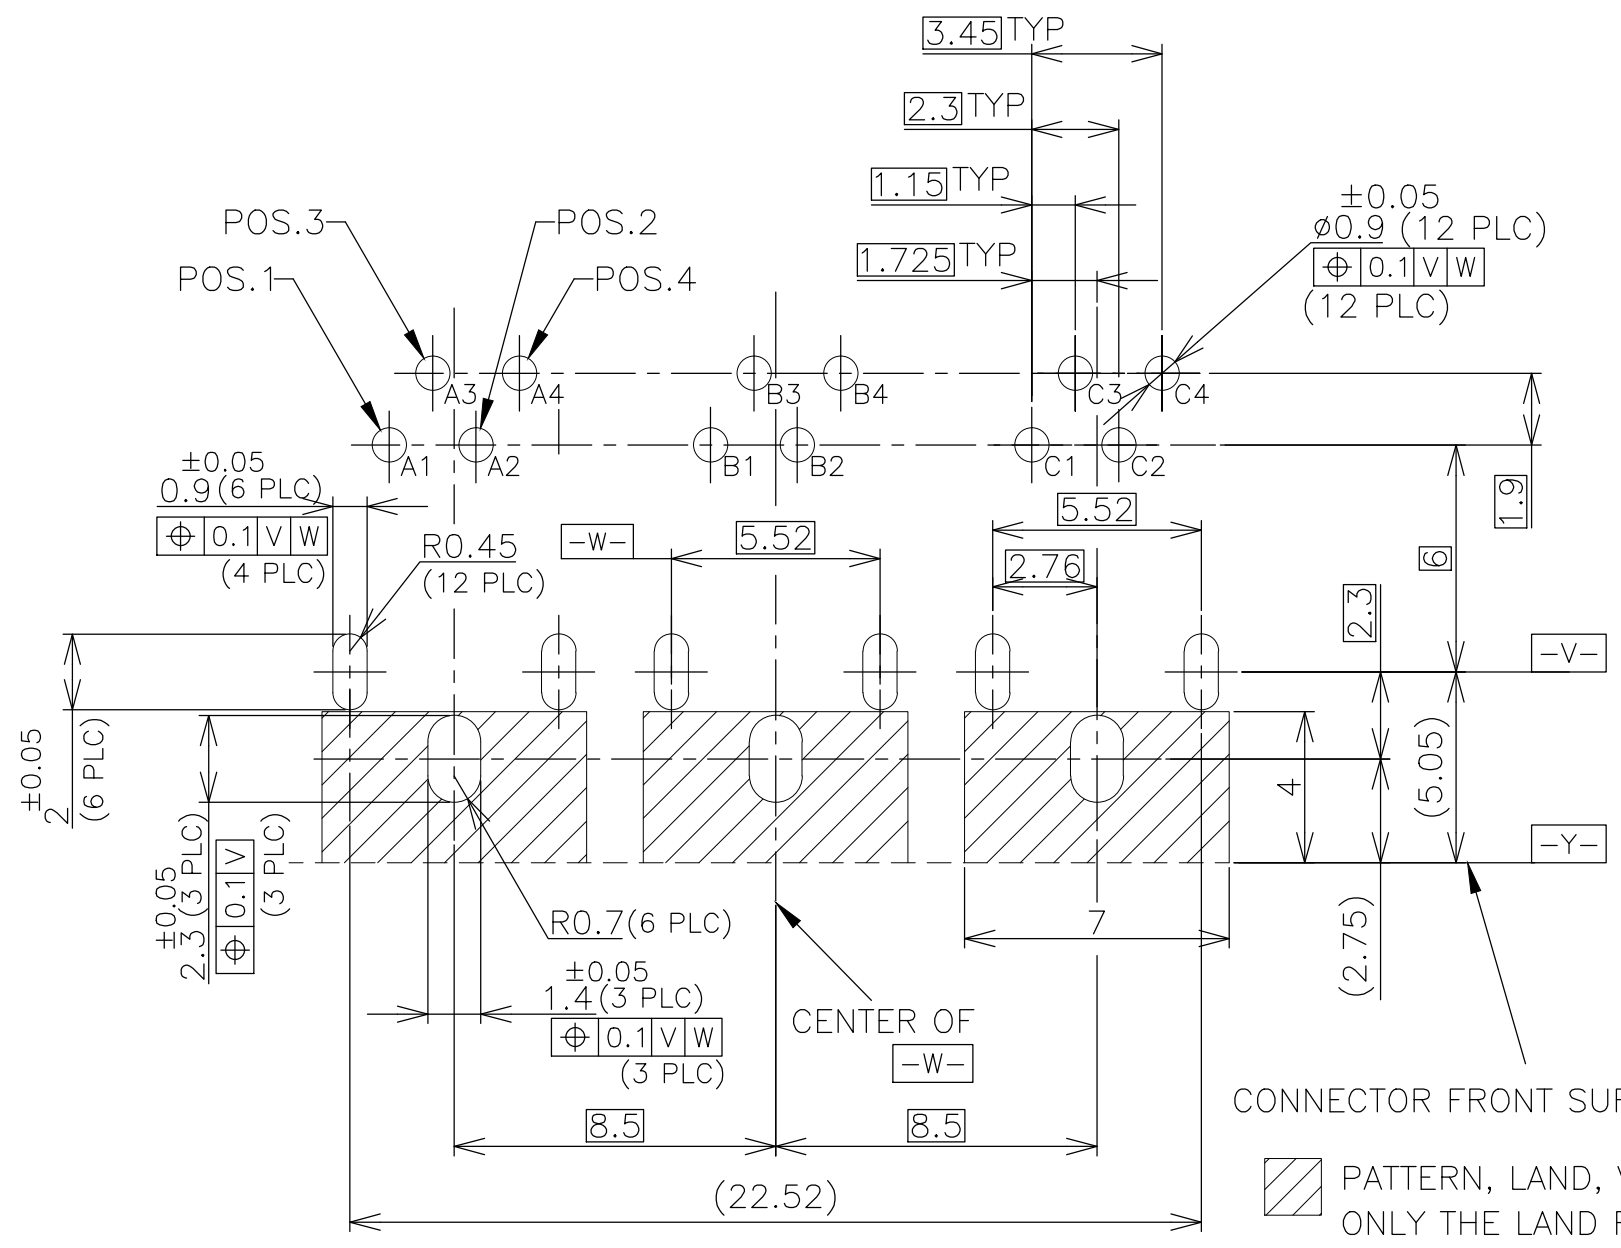 3.45 TYP
2.3 TYP
1.15 TYP
1.725 TYP
±0.05
ø0.9 (12 PLC)
⌖ 0.1 V W
(12 PLC)
POS.3
POS.2
POS.1
POS.4
A3 A4 B3 B4 C3 C4
A1 A2 B1 B2 C1 C2
1.9
±0.05
0.9 (6 PLC)
⌖ 0.1 V W
(4 PLC)
R0.45
(12 PLC)
-W-
5.52
5.52
2.76
6
2.3
-V-
±0.05
2
(6 PLC)
±0.05
2.3 (3 PLC)
⌖ 0.1 V
(3 PLC)
4
(5.05)
-Y-
R0.7 (6 PLC)
7
(2.75)
±0.05
1.4 (3 PLC)
⌖ 0.1 V W
(3 PLC)
CENTER OF
-W-
CONNECTOR FRONT
8.5
8.5
(22.52)
PATTERN, LAND,
ONLY THE LAND